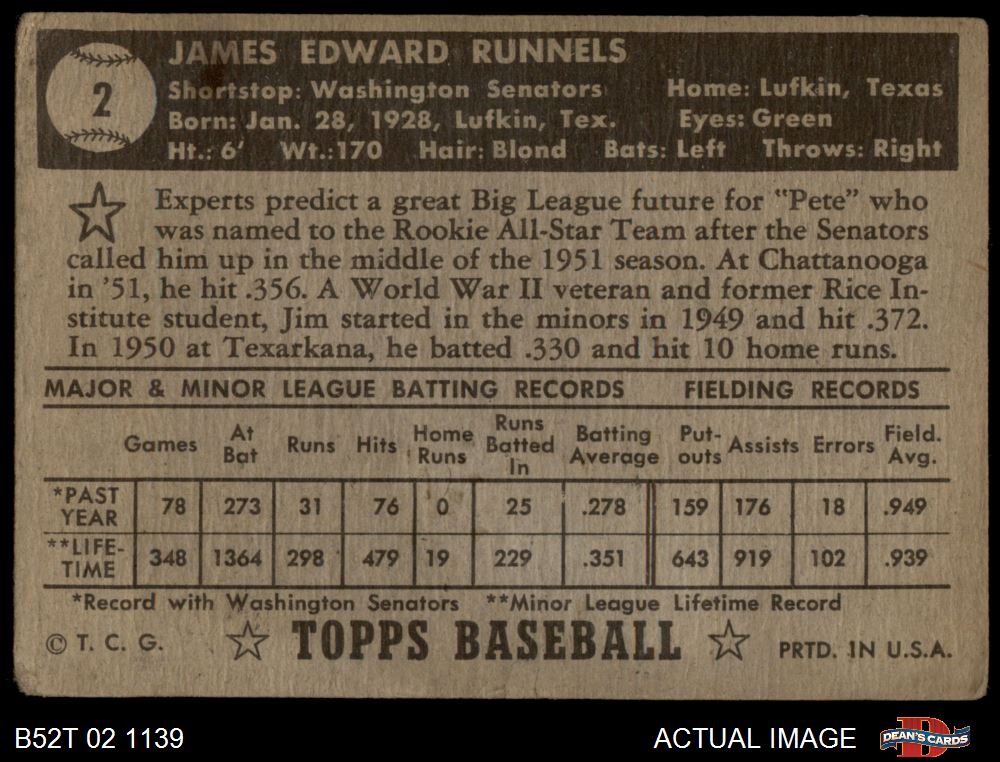 2
JAMES EDWARD RUNNELS
Shortstop: Washington Senators Home: Lufkin, Texas
Born: Jan. 28, 1928, Lufkin, Tex. Eyes: Green
Ht.: 6' Wt.: 170 Hair: Blond Bats: Left Throws: Right
Experts predict a great Big League future for "Pete" who
was named to the Rookie All-Star Team after the Senators
called him up in the middle of the 1951 season. At Chattanooga
in '51, he hit .356. A World War II veteran and former Rice In-
stitute student, Jim started in the minors in 1949 and hit .372.
In 1950 at Texarkana, he batted .330 and hit 10 home runs.
MAJOR & MINOR LEAGUE BATTING RECORDS FIELDING RECORDS
Games At Bat Runs Hits Home Runs Runs Batted In Batting Average Put-outs Assists Errors Field. Avg.
*PAST YEAR 78 273 31 76 0 25 .278 159 176 18 .949
**LIFE-TIME 348 1364 298 479 19 229 .351 643 919 102 .939
*Record with Washington Senators **Minor League Lifetime Record
© T. C. G. TOPPS BASEBALL PRTD. IN U.S.A.
B52T 02 1139 ACTUAL IMAGE DEAN'S CARDS